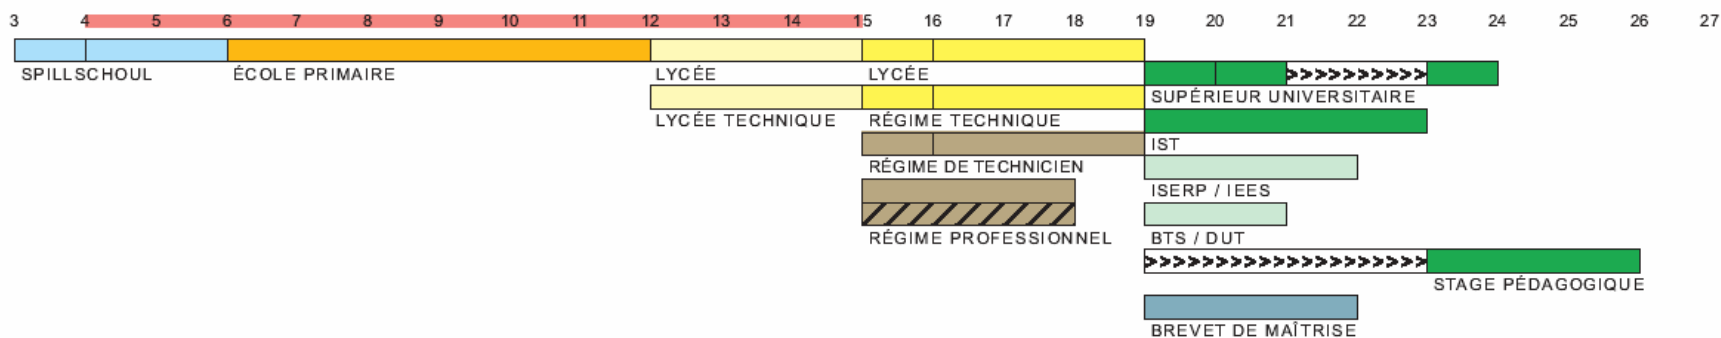 3 4 5 6 7 8 9 10 11 12 13 14 15 16 17 18 19 20 21 22 23 24 25 26 27
SPILLSCHOUL ÉCOLE PRIMAIRE LYCÉE LYCÉE
SUPÉRIEUR UNIVERSITAIRE
LYCÉE TECHNIQUE RÉGIME TECHNIQUE
IST
RÉGIME DE TECHNICIEN
ISERP / IEES
RÉGIME PROFESSIONNEL BTS / DUT
STAGE PÉDAGOGIQUE
BREVET DE MAÎTRISE